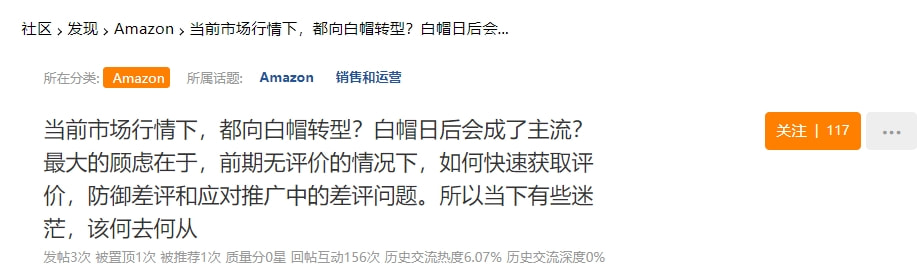 社区 > 发现 > Amazon > 当前市场行情下，都向白帽转型？白帽日后会...
所在分类: Amazon 所属话题: Amazon 销售和运营
当前市场行情下，都向白帽转型？白帽日后会成了主流？
最大的顾虑在于，前期无评价的情况下，如何快速获取评
价，防御差评和应对推广中的差评问题。所以当下有些迷
茫，该何去何从
关注 | 117
...
发帖3次 被置顶1次 被推荐1次 质量分0星 回帖互动156次 历史交流热度6.07% 历史交流深度0%